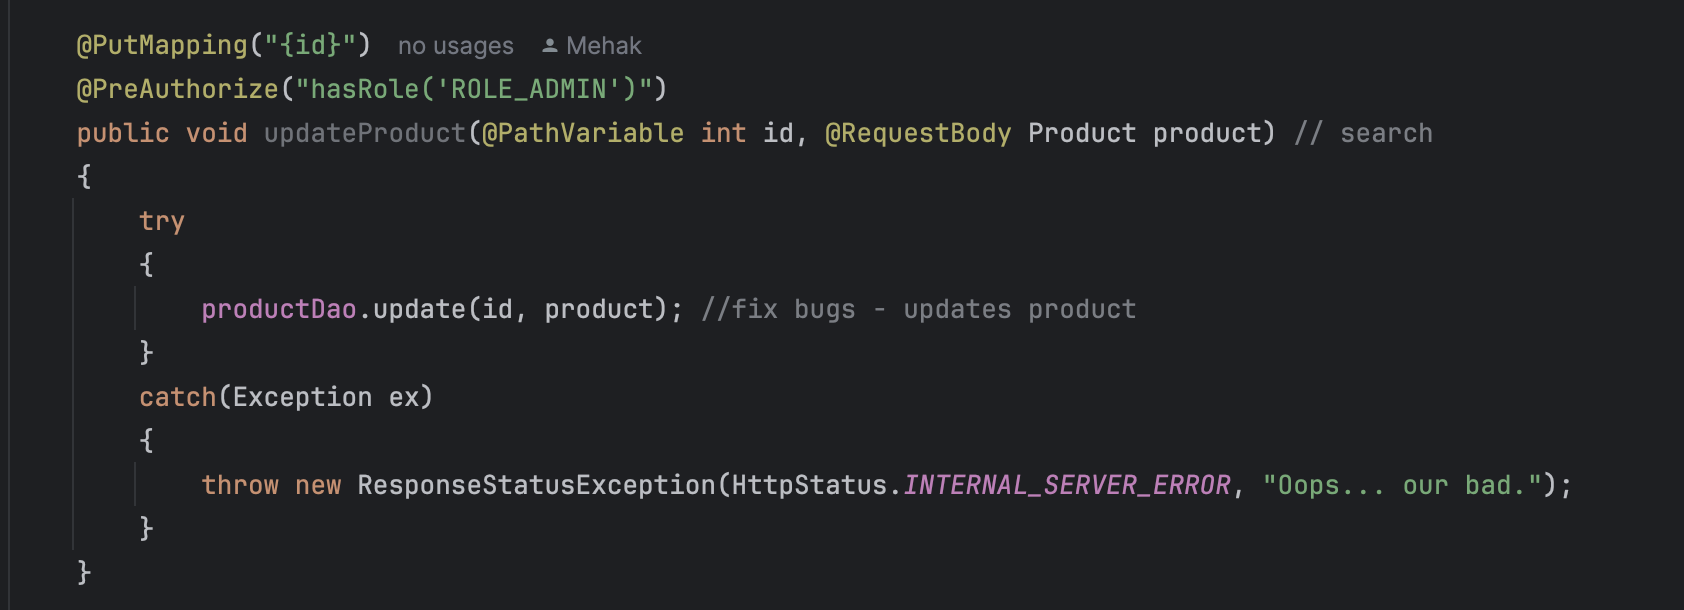 @PutMapping("{id}") no usages Mehak
@PreAuthorize("hasRole('ROLE_ADMIN')")
public void updateProduct(@PathVariable int id, @RequestBody Product product) // search
{
try
{
productDao.update(id, product); //fix bugs - updates product
}
catch(Exception ex)
{
throw new ResponseStatusException(HttpStatus.INTERNAL_SERVER_ERROR, "Oops... our bad.");
}
}